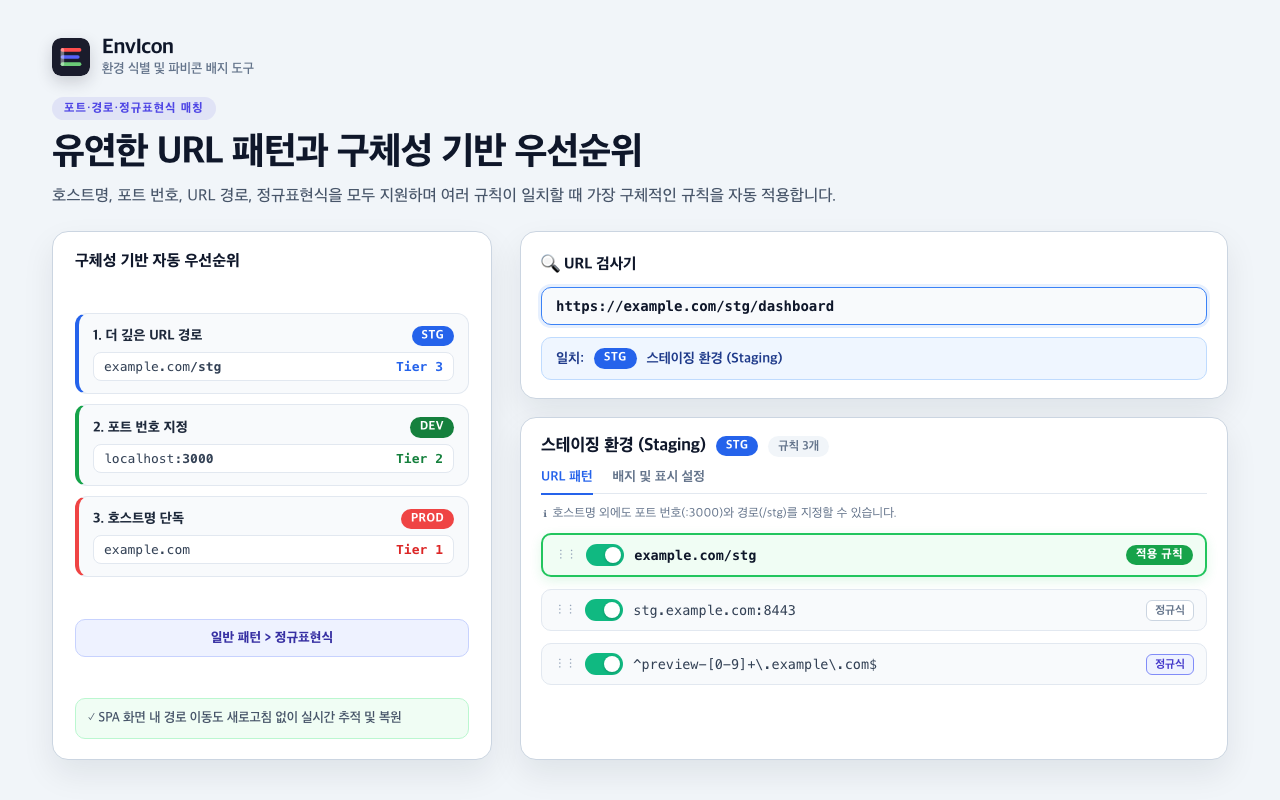 EnvIcon
환경 식별 및 파비콘 배지 도구
포트·경로·정규표현식 매칭
유연한 URL 패턴과 구체성 기반 우선순위
호스트명, 포트 번호, URL 경로, 정규표현식을 모두 지원하며 여러 규칙이 일치할 때 가장 구체적인 규칙을 자동 적용합니다.
구체성 기반 자동 우선순위
1. 더 깊은 URL 경로 STG
example.com/stg Tier 3
2. 포트 번호 지정 DEV
localhost:3000 Tier 2
3. 호스트명 단독 PROD
example.com Tier 1
일반 패턴 > 정규표현식
✓ SPA 화면 내 경로 이동도 새로고침 없이 실시간 추적 및 복원
🔍 URL 검사기
https://example.com/stg/dashboard
일치: STG 스테이징 환경 (Staging)
스테이징 환경 (Staging) STG 규칙 3개
URL 패턴 배지 및 표시 설정
ℹ 호스트명 외에도 포트 번호(:3000)와 경로(/stg)를 지정할 수 있습니다.
example.com/stg 적용 규칙
stg.example.com:8443 정규식
^preview-[0-9]+\.example\.com$ 정규식